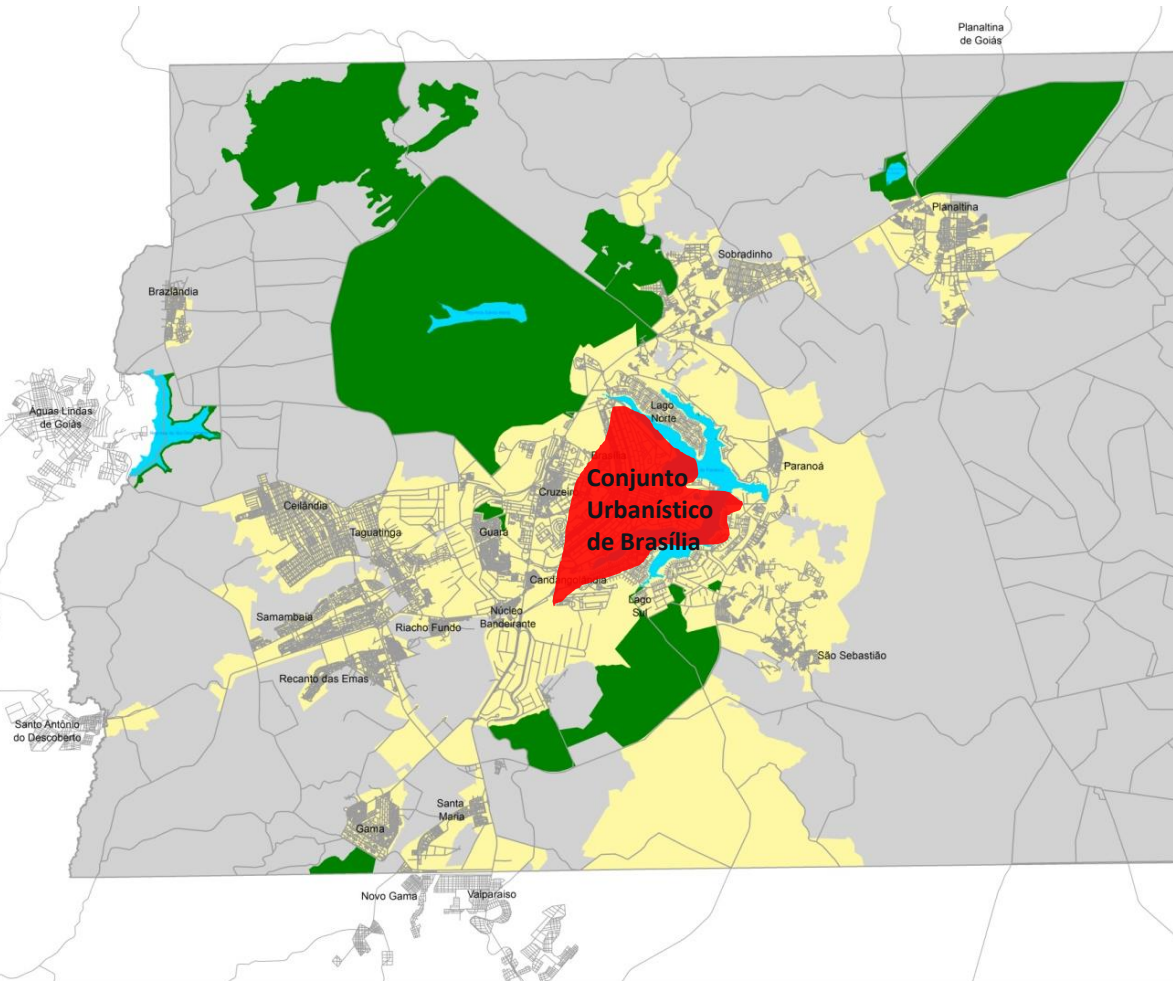 Planaltina
de Goiás
Planaltina
Sobradinho
Brazlândia
Águas Lindas
de Goiás
Lago
Norte
Brasília
Paranoá
Conjunto
Urbanístico
de Brasília
Cruzeiro
Ceilândia
Taguatinga
Guará
Candangolândia
Lago
Sul
Samambaia
Riacho Fundo
Núcleo
Bandeirante
São Sebastião
Recanto das Emas
Santo Antônio
do Descoberto
Santa
Maria
Gama
Novo Gama
Valparaiso